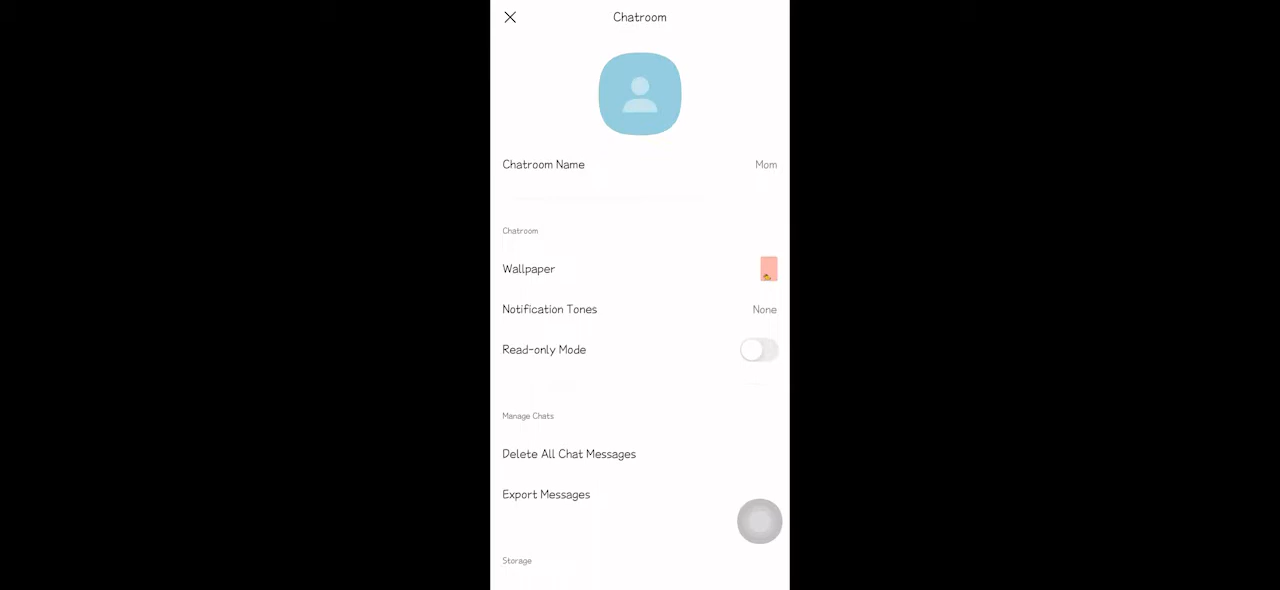 Chatroom
Chatroom Name Mom
Chatroom
Wallpaper
Notification Tones None
Read-only Mode
Manage Chats
Delete All Chat Messages
Export Messages
Storage